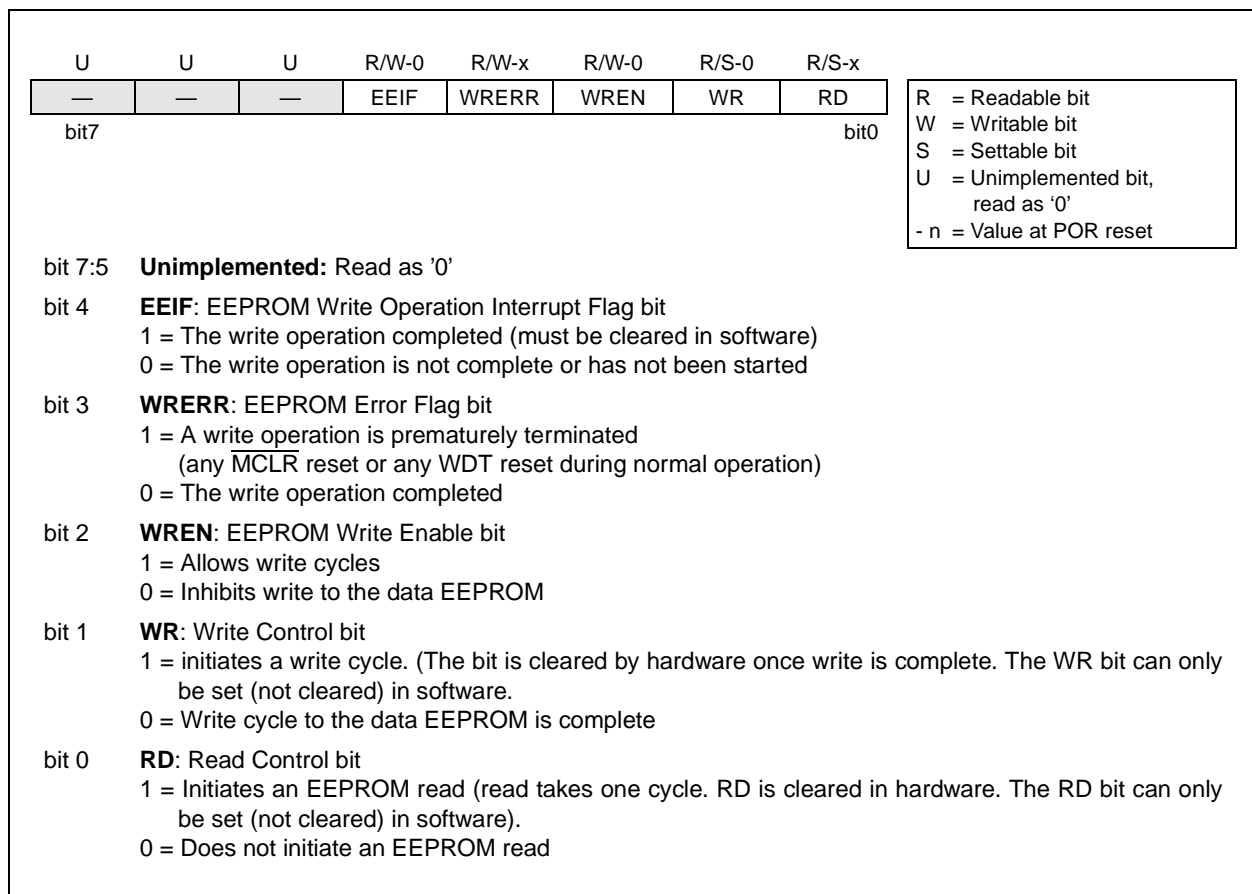 U U U R/W-0 R/W-x R/W-0 R/S-0 R/S-x
— — — EEIF WRERR WREN WR RD
bit7 bit0
R = Readable bit
W = Writable bit
S = Settable bit
U = Unimplemented bit,
read as ‘0’
- n = Value at POR reset
bit 7:5 Unimplemented: Read as '0'
bit 4 EEIF: EEPROM Write Operation Interrupt Flag bit
1 = The write operation completed (must be cleared in software)
0 = The write operation is not complete or has not been started
bit 3 WRERR: EEPROM Error Flag bit
1 = A write operation is prematurely terminated
(any MCLR reset or any WDT reset during normal operation)
0 = The write operation completed
bit 2 WREN: EEPROM Write Enable bit
1 = Allows write cycles
0 = Inhibits write to the data EEPROM
bit 1 WR: Write Control bit
1 = initiates a write cycle. (The bit is cleared by hardware once write is complete. The WR bit can only
be set (not cleared) in software.
0 = Write cycle to the data EEPROM is complete
bit 0 RD: Read Control bit
1 = Initiates an EEPROM read (read takes one cycle. RD is cleared in hardware. The RD bit can only
be set (not cleared) in software).
0 = Does not initiate an EEPROM read